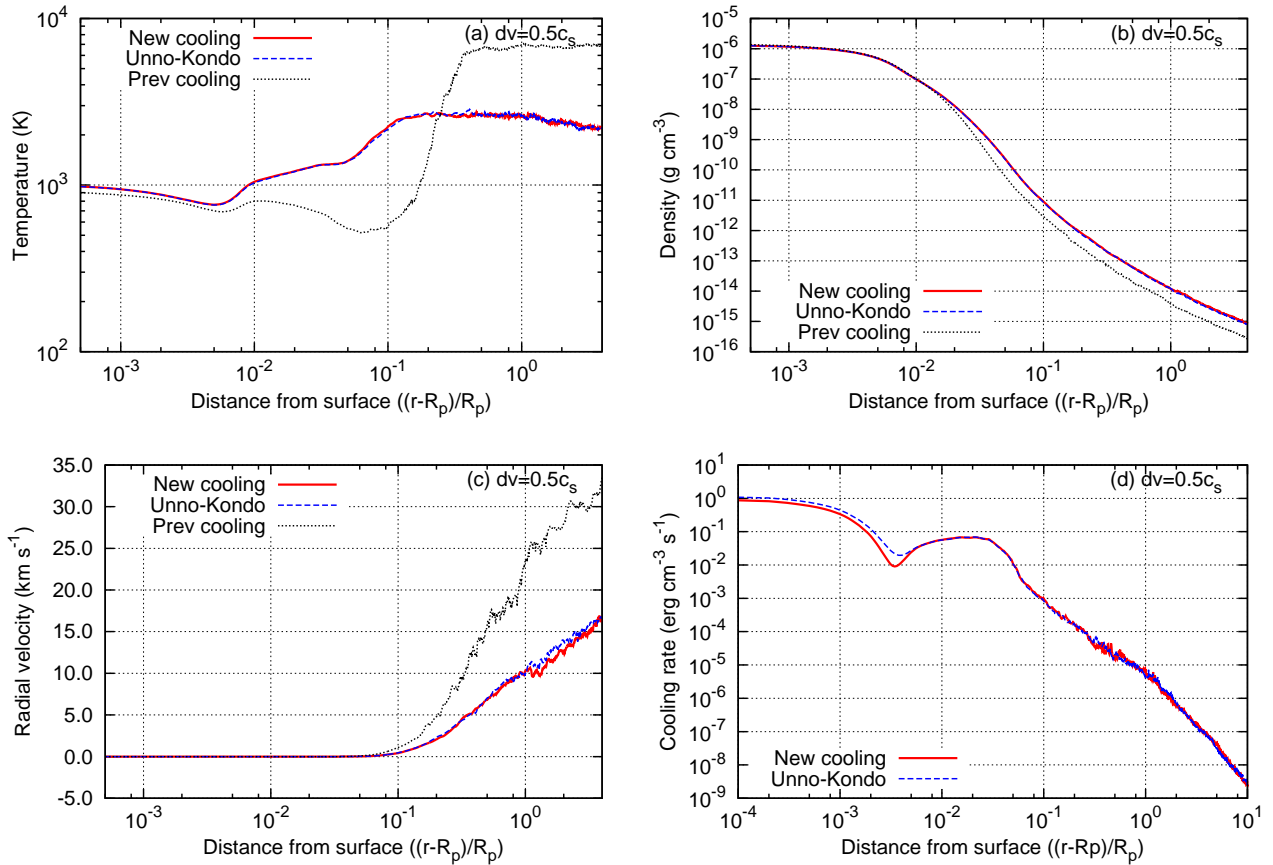 (a) dv=0.5c_s
New cooling
Unno-Kondo
Prev cooling
Temperature (K)
10^4
10^3
10^2
10^-3 10^-2 10^-1 10^0
Distance from surface ((r-R_p)/R_p)
(b) dv=0.5c_s
Density (g cm^-3)
10^-5
10^-6
10^-7
10^-8
10^-9
10^-10
10^-11
10^-12
10^-13
10^-14
10^-15
10^-16
New cooling
Unno-Kondo
Prev cooling
10^-3 10^-2 10^-1 10^0
Distance from surface ((r-R_p)/R_p)
(c) dv=0.5c_s
New cooling
Unno-Kondo
Prev cooling
Radial velocity (km s^-1)
35.0
30.0
25.0
20.0
15.0
10.0
5.0
0.0
-5.0
10^-3 10^-2 10^-1 10^0
Distance from surface ((r-R_p)/R_p)
(d) dv=0.5c_s
Cooling rate (erg cm^-3 s^-1)
10^1
10^0
10^-1
10^-2
10^-3
10^-4
10^-5
10^-6
10^-7
10^-8
10^-9
New cooling
Unno-Kondo
10^-4 10^-3 10^-2 10^-1 10^0 10^1
Distance from surface ((r-Rp)/R_p)